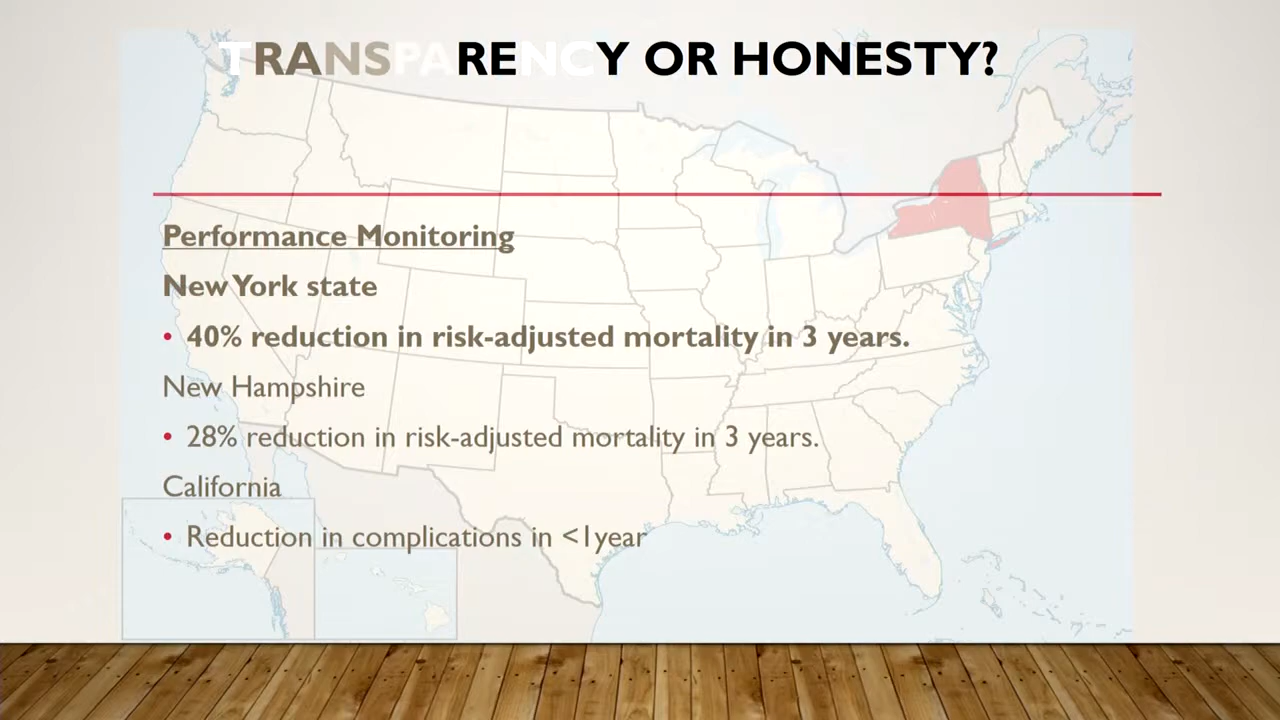 TRANSPARENCY OR HONESTY?
Performance Monitoring
New York state
• 40% reduction in risk-adjusted mortality in 3 years.
New Hampshire
• 28% reduction in risk-adjusted mortality in 3 years.
California
• Reduction in complications in <1year